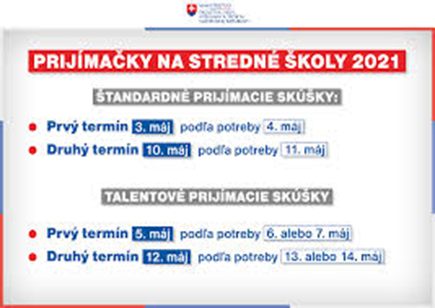 MINISTERSTVO
PRIJÍMAČKY NA STREDNÉ ŠKOLY 2021
ŠTANDARDNÉ PRIJÍMACIE SKÚŠKY:
Prvý termín 3. máj podľa potreby 4. máj
Druhý termín 10. máj podľa potreby 11. máj
TALENTOVÉ PRIJÍMACIE SKÚŠKY
Prvý termín 5. máj podľa potreby 6. alebo 7. máj
Druhý termín 12. máj podľa potreby 13. alebo 14. máj